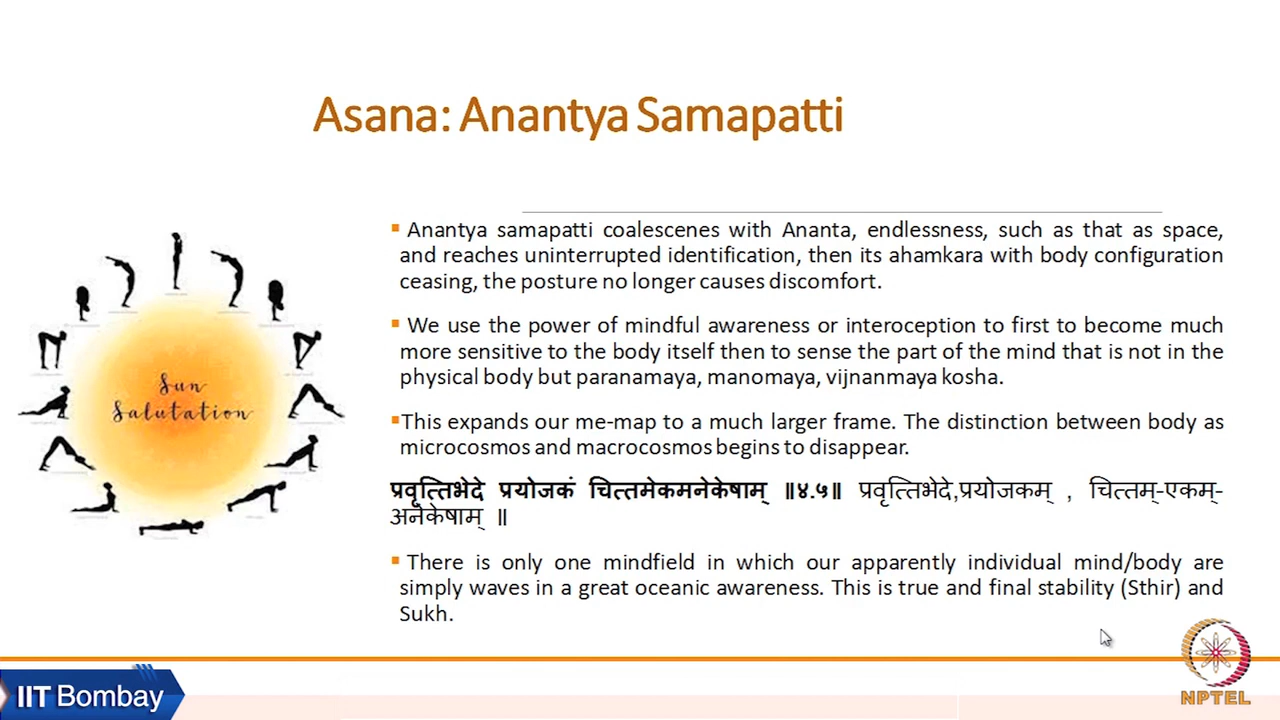 Asana: Anantya Samapatti
Sun
Salutation
▪ Anantya samapatti coalescenes with Ananta, endlessness, such as that as space,
and reaches uninterrupted identification, then its ahamkara with body configuration
ceasing, the posture no longer causes discomfort.
▪ We use the power of mindful awareness or interoception to first to become much
more sensitive to the body itself then to sense the part of the mind that is not in the
physical body but paranamaya, manomaya, vijnanmaya kosha.
▪This expands our me-map to a much larger frame. The distinction between body as
microcosmos and macrocosmos begins to disappear.
प्रवृत्तिभेदे प्रयोजकं चित्तमेकमनेकेषाम् ॥४.५॥ प्रवृत्तिभेदे,प्रयोजकम् , चित्तम्-एकम्-
अनेकेषाम् ॥
▪ There is only one mindfield in which our apparently individual mind/body are
simply waves in a great oceanic awareness. This is true and final stability (Sthir) and
Sukh.
IIT Bombay
NPTEL